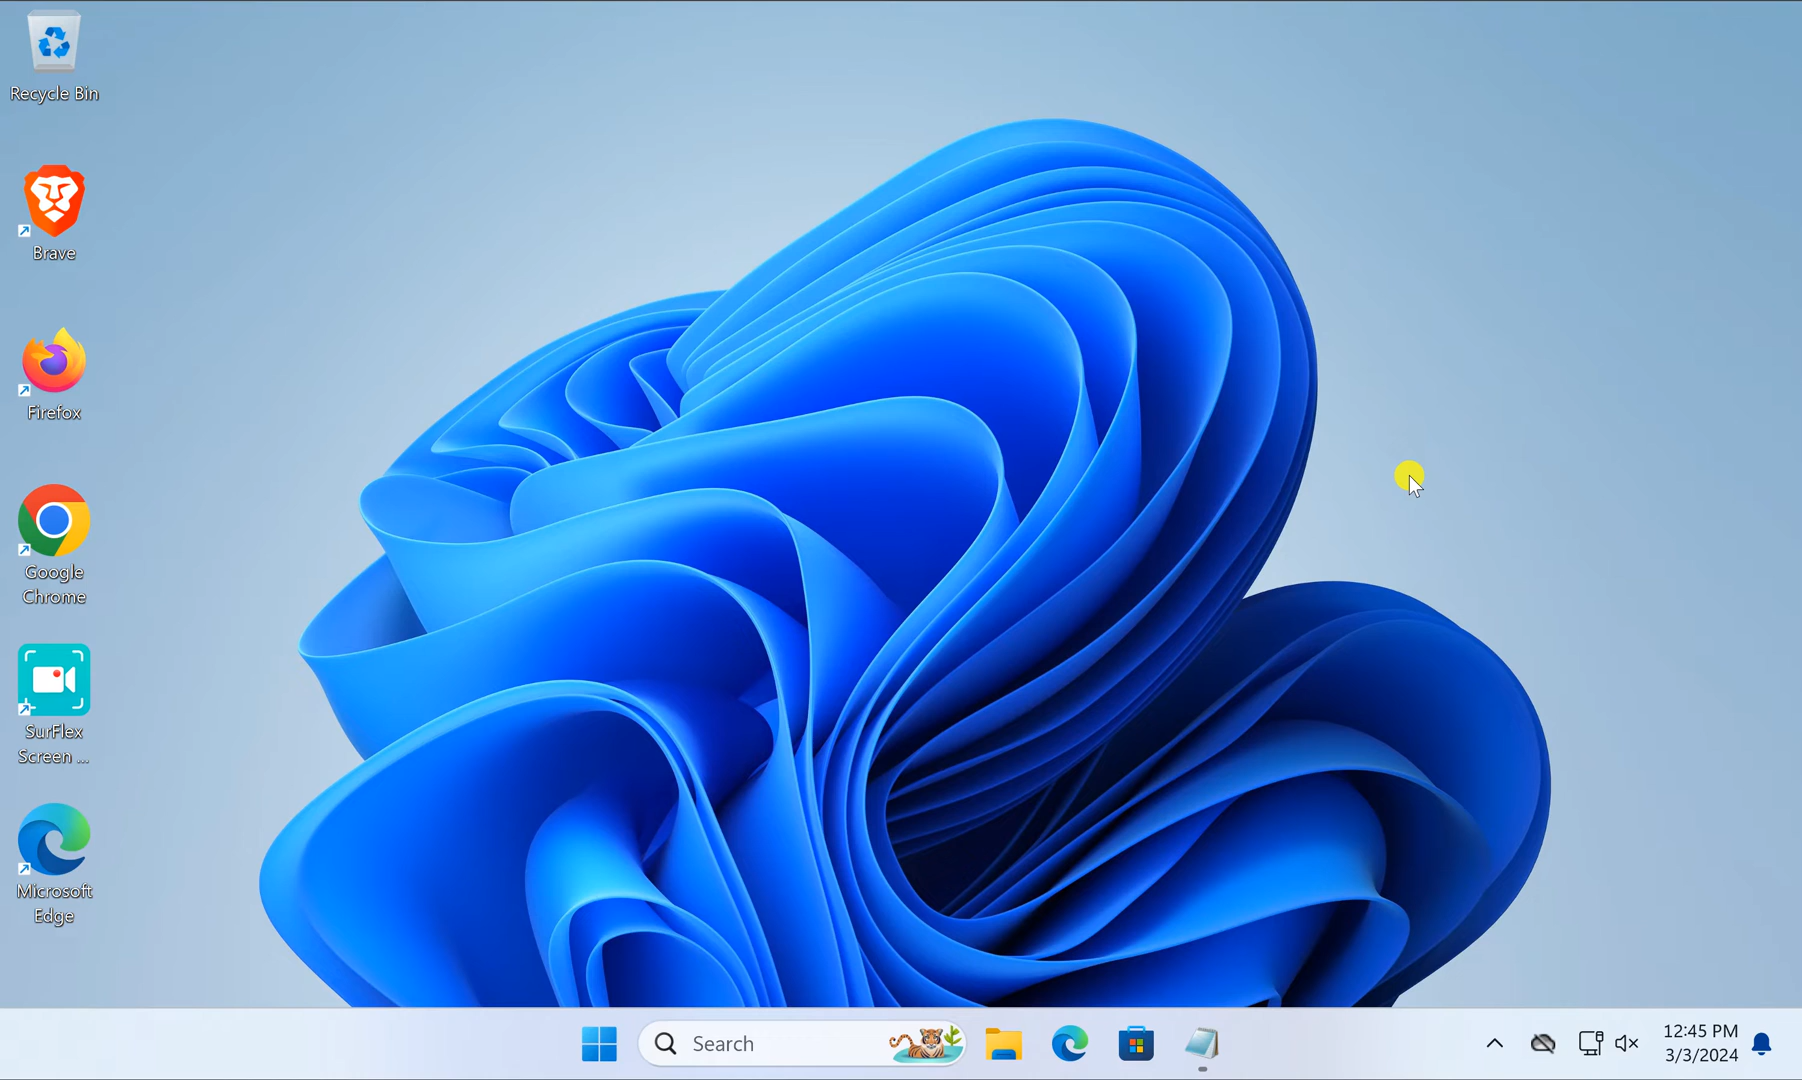 Recycle Bin
Brave
Firefox
Google
Chrome
SurFlex
Screen ...
Microsoft
Edge
Search
12:45 PM
3/3/2024